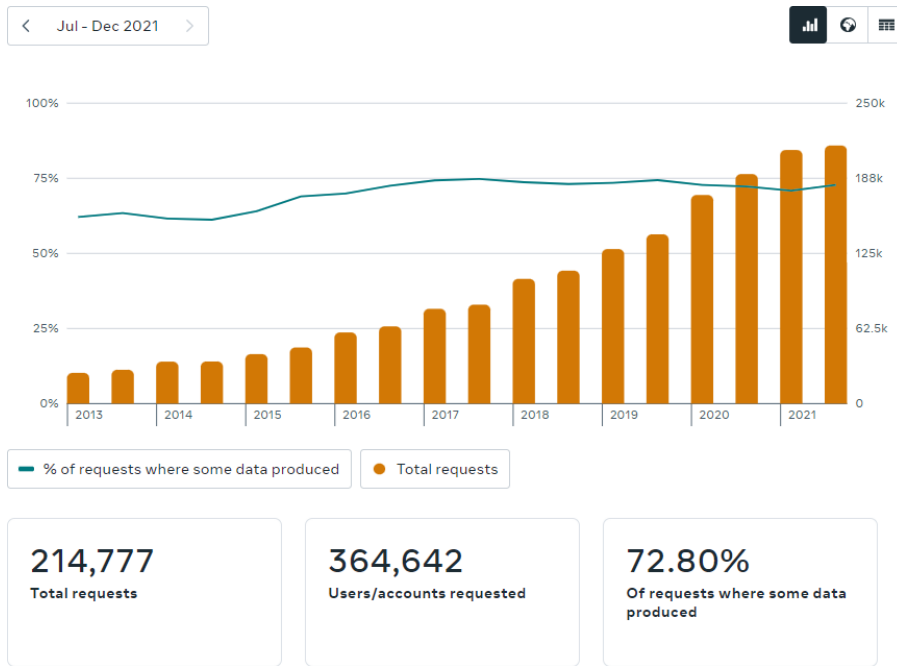 Jul - Dec 2021
100%
250k
75%
188k
50%
125k
25%
62.5k
0%
0
2013
2014
2015
2016
2017
2018
2019
2020
2021
% of requests where some data produced
Total requests
214,777
Total requests
364,642
Users/accounts requested
72.80%
Of requests where some data
produced